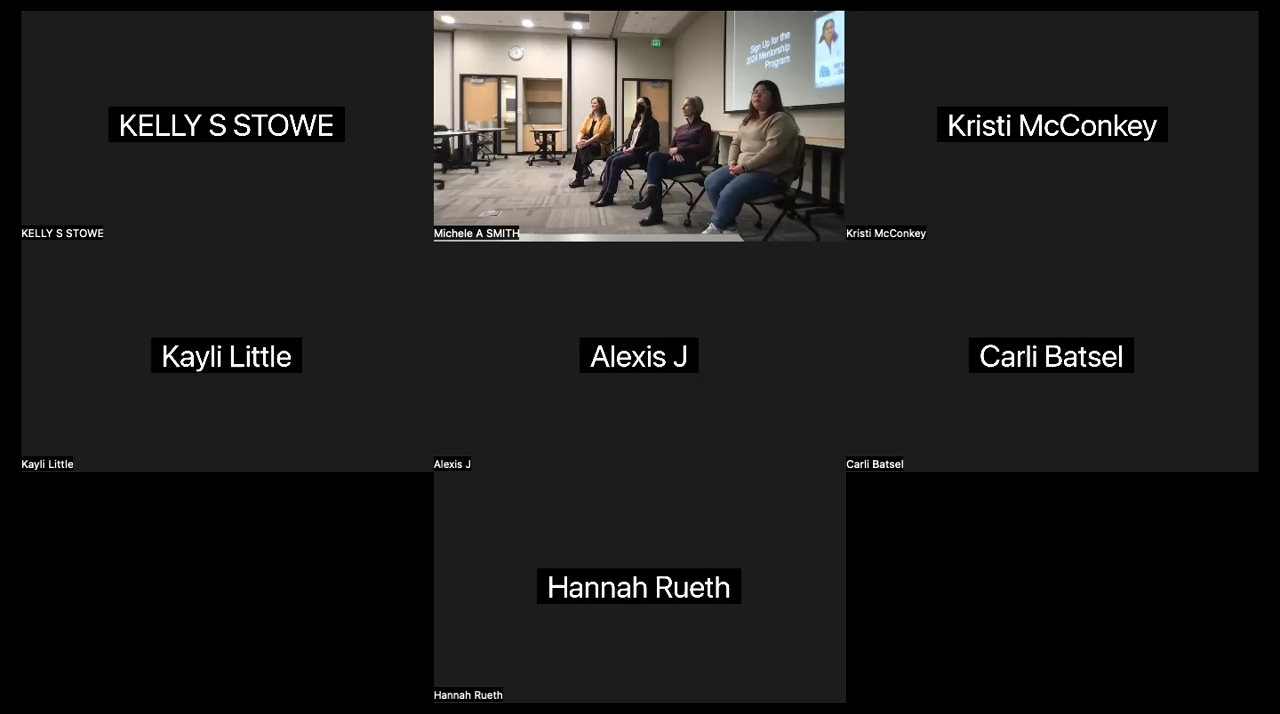 KELLY S STOWE
KELLY S STOWE
Sign Up for the
2024 Mentorship
Program
Michele A SMITH
Kristi McConkey
Kristi McConkey
Kayli Little
Kayli Little
Alexis J
Alexis J
Carli Batsel
Carli Batsel
Hannah Rueth
Hannah Rueth